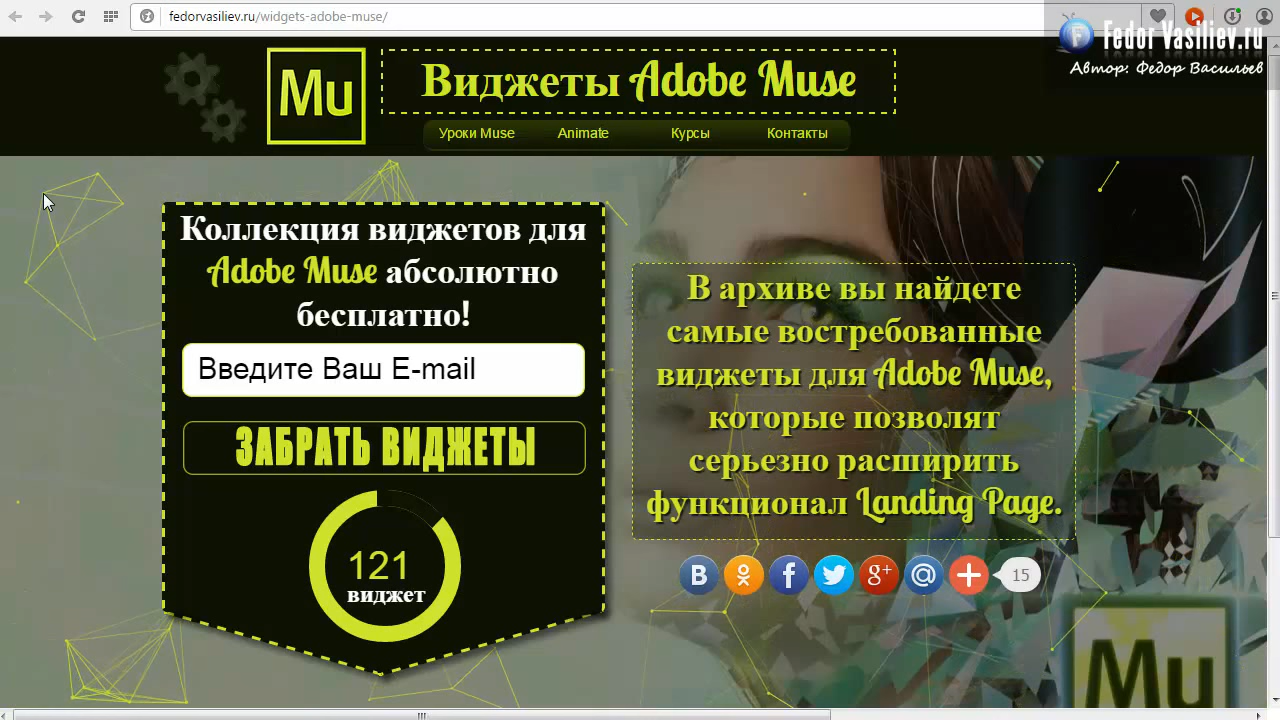 fedorvasiliev.ru/widgets-adobe-muse/
Fedor Vasiliev.ru
Автор: Федор Васильев
Mu
Виджеты Adobe Muse
Уроки Muse Animate Курсы Контакты
Коллекция виджетов для
Adobe Muse абсолютно
бесплатно!
Введите Ваш E-mail
ЗАБРАТЬ ВИДЖЕТЫ
121
виджет
В архиве вы найдете
самые востребованные
виджеты для Adobe Muse,
которые позволят
серьезно расширить
функционал Landing Page.
15
Mu